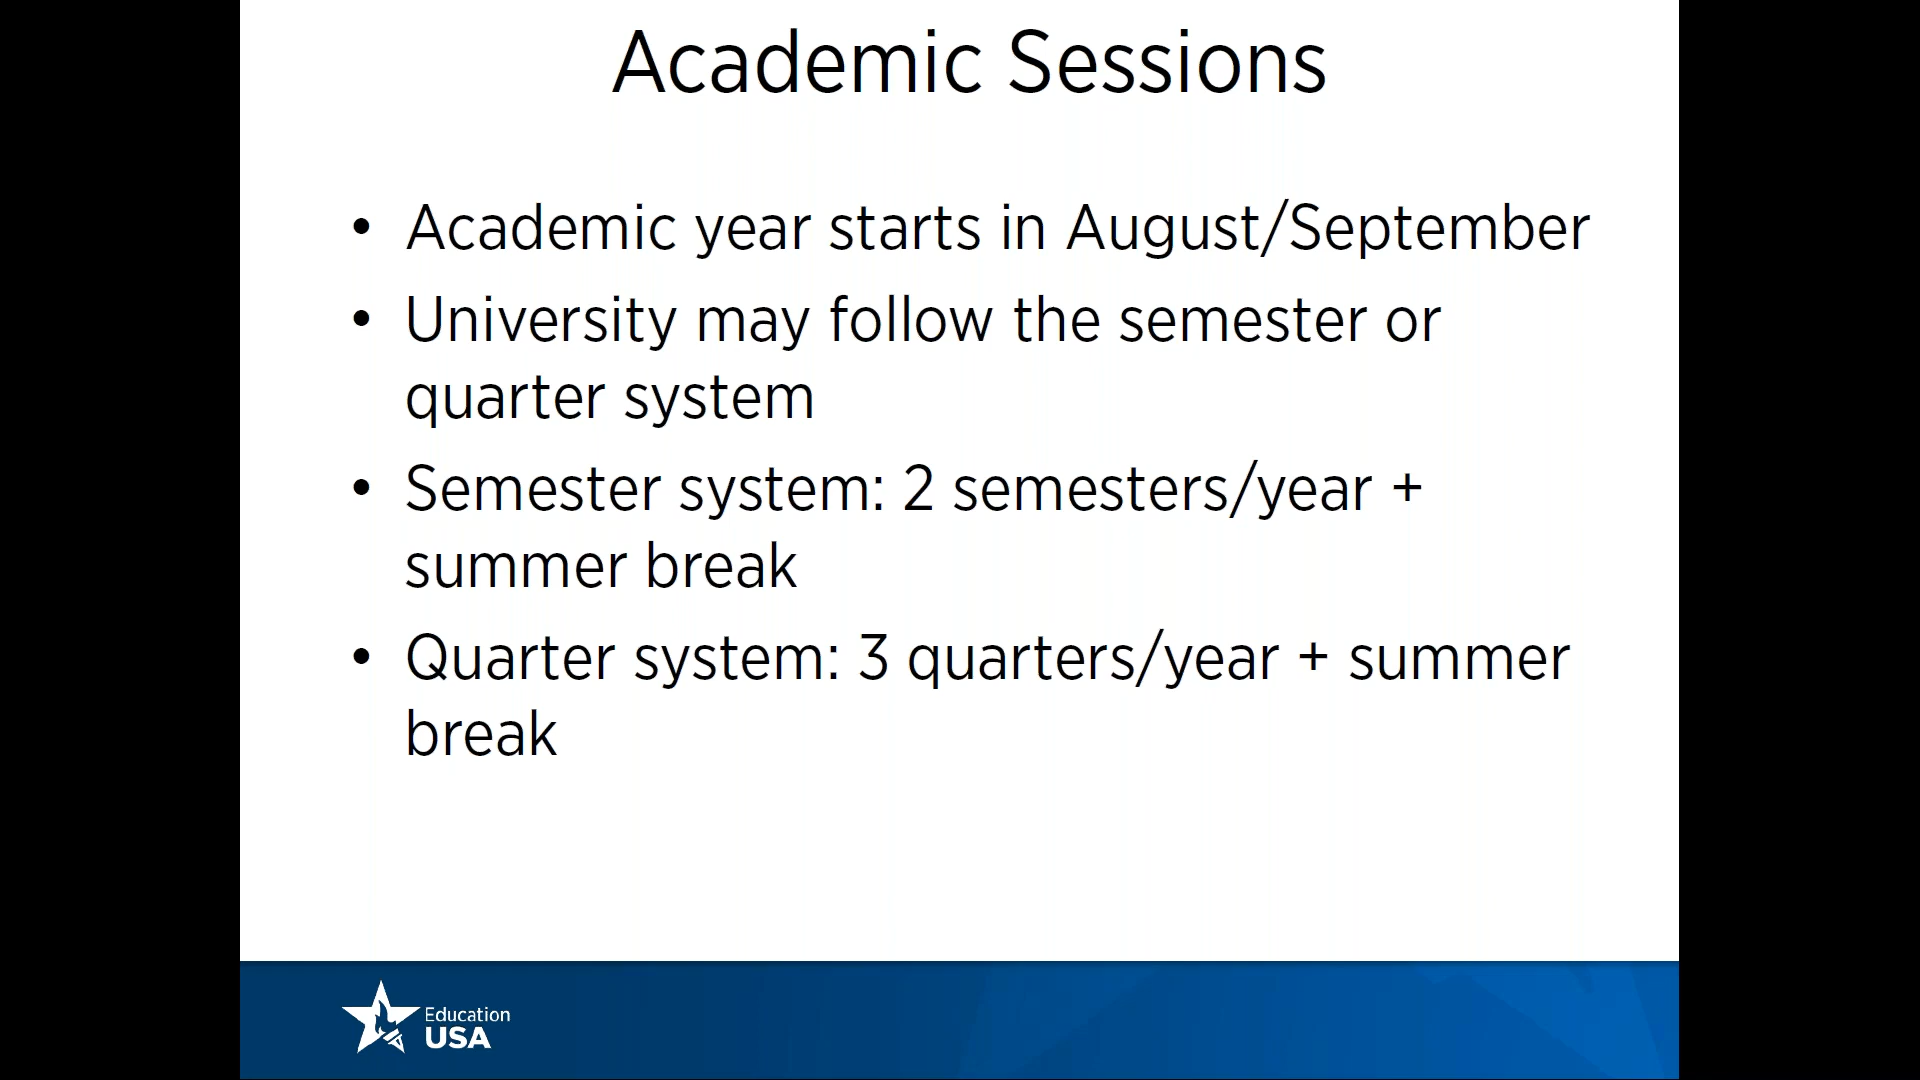 Academic Sessions
• Academic year starts in August/September
• University may follow the semester or
quarter system
• Semester system: 2 semesters/year +
summer break
• Quarter system: 3 quarters/year + summer
break
Education
USA